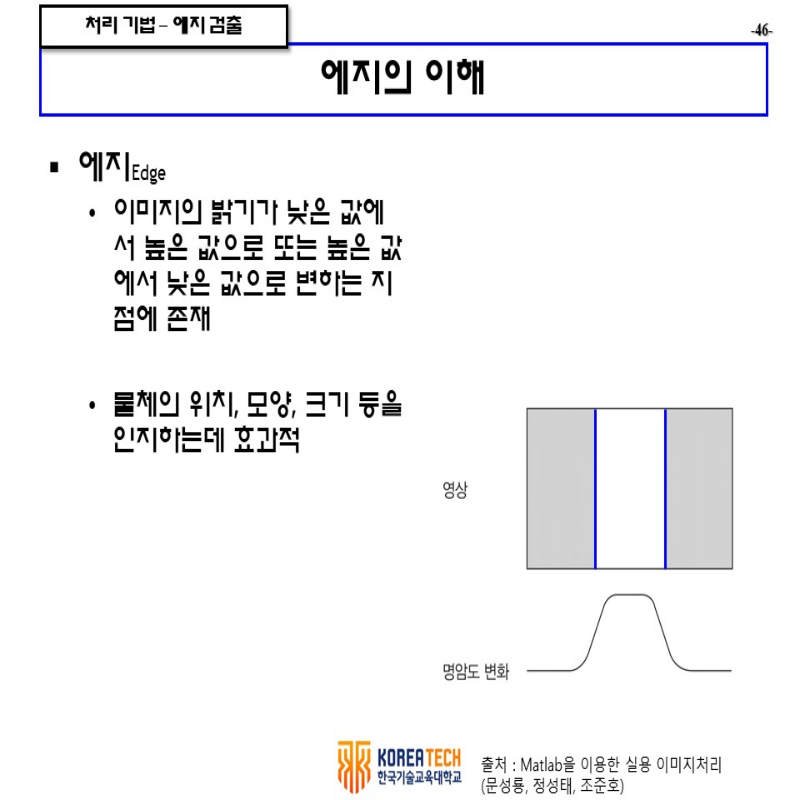 처리 기법 – 에지 검출
-46-
에지의 이해
▪ 에지Edge
• 이미지의 밝기가 낮은 값에
서 높은 값으로 또는 높은 값
에서 낮은 값으로 변하는 지
점에 존재
• 물체의 위치, 모양, 크기 등을
인지하는데 효과적
영상
명암도 변화
KOREATECH
한국기술교육대학교
출처 : Matlab을 이용한 실용 이미지처리
(문성룡, 정성태, 조준호)